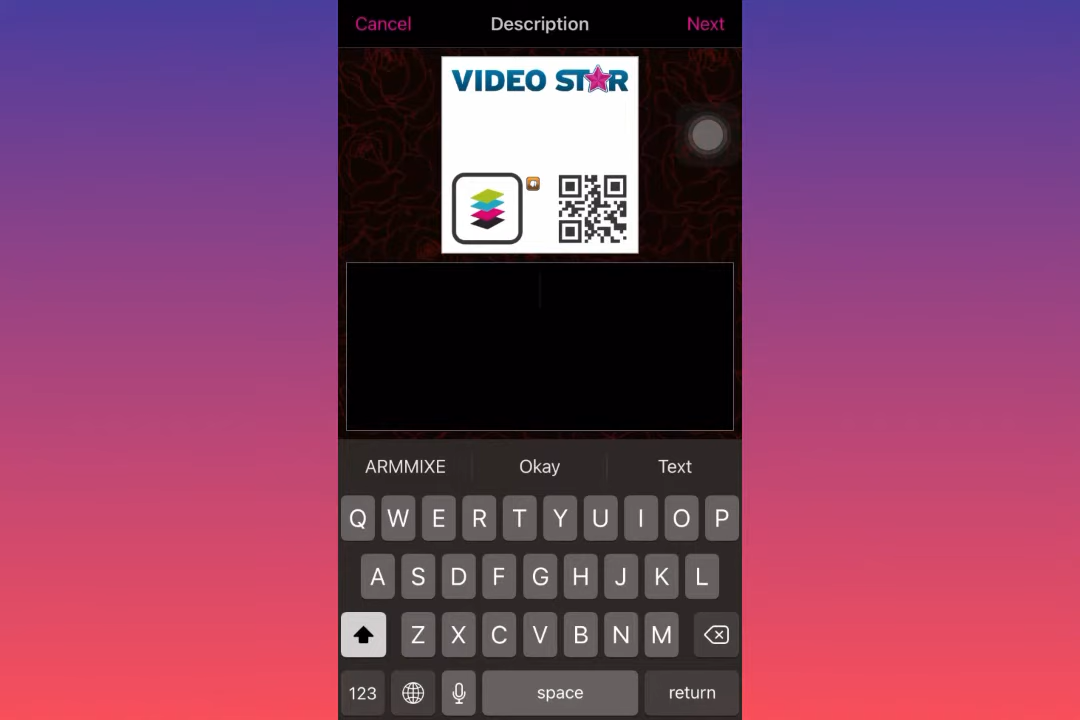 Cancel Description Next
VIDEO STAR
ARMMIXE Okay Text
Q W E R T Y U I O P
A S D F G H J K L
Z X C V B N M
123 space return